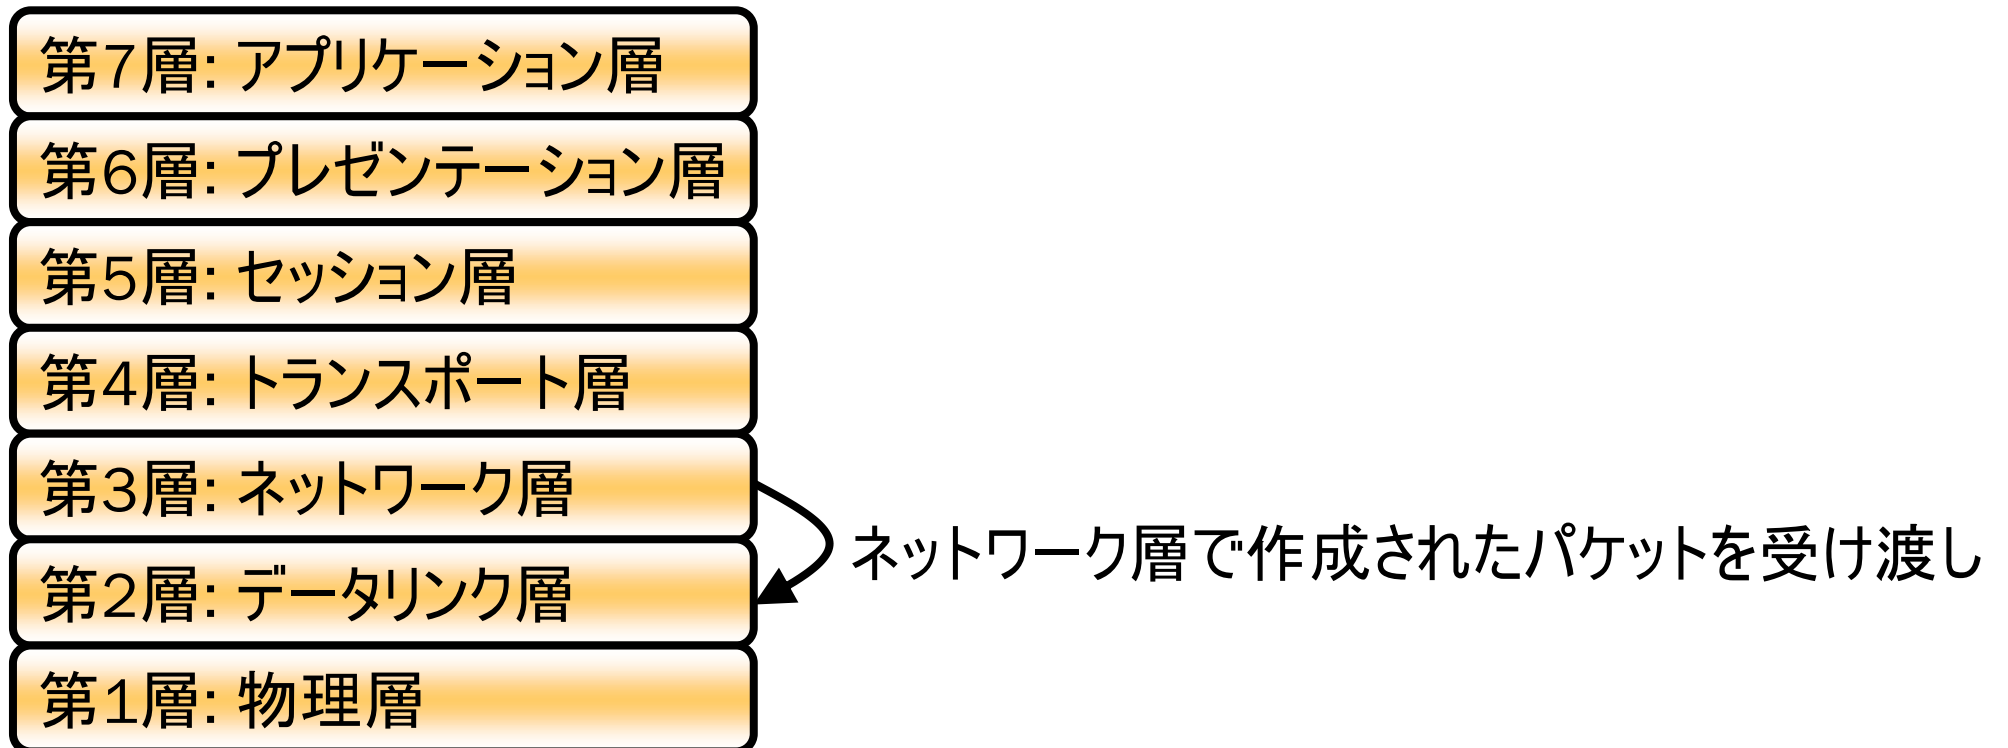 第7層: アプリケーション層
第6層: プレゼンテーション層
第5層: セッション層
第4層: トランスポート層
第3層: ネットワーク層
ネットワーク層で作成されたパケットを受け渡し
第2層: データリンク層
第1層: 物理層